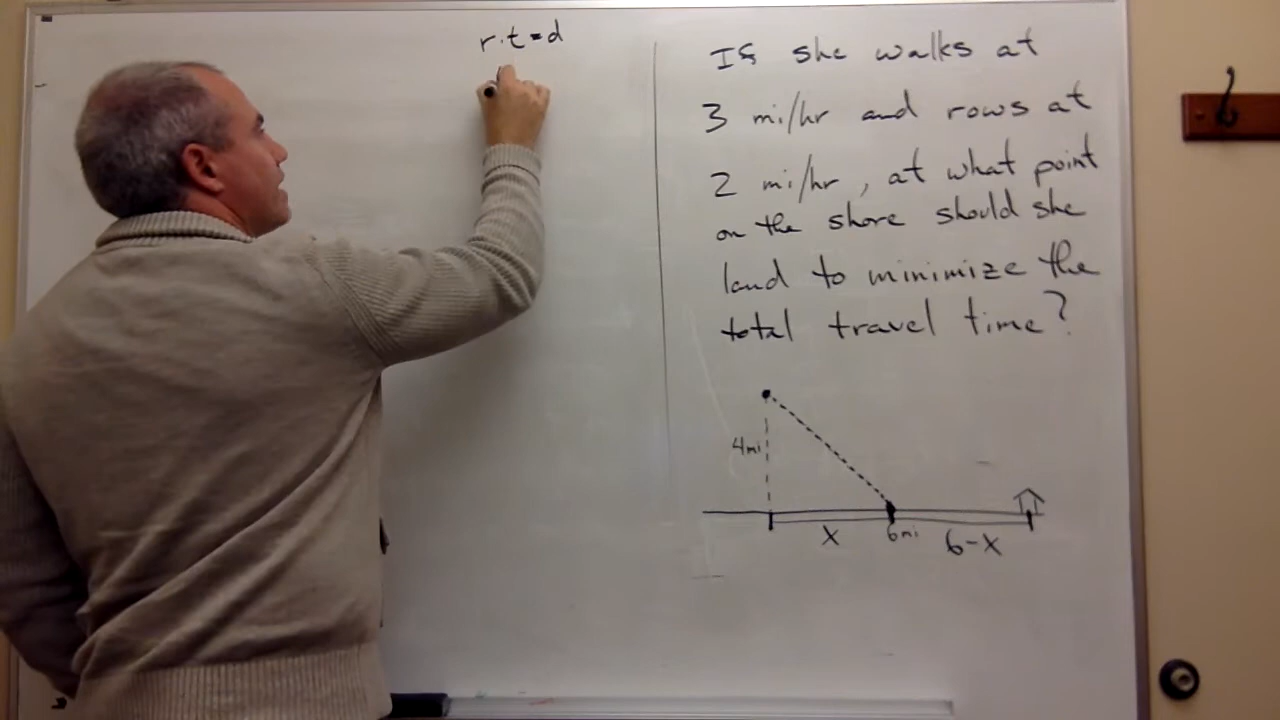 r·t=d
If she walks at
3 mi/hr and rows at
2 mi/hr, at what point
on the shore should she
land to minimize the
total travel time?
4mi
x
6mi
6-x